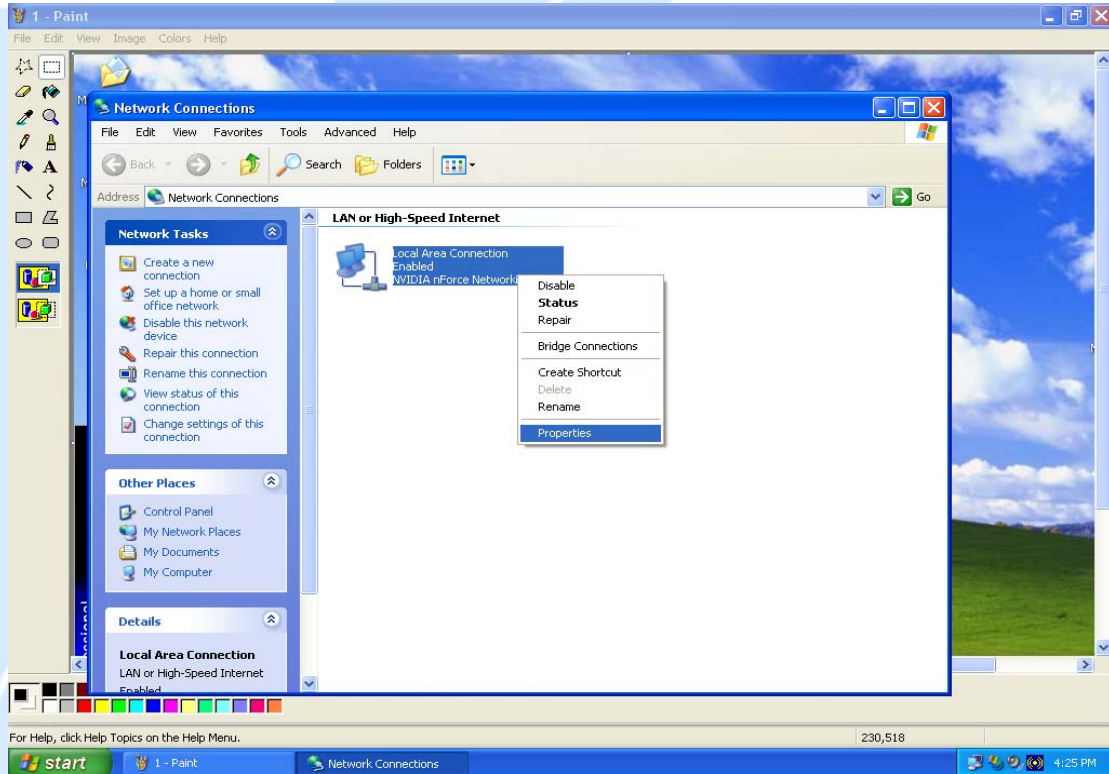 1 - Paint
File Edit View Image Colors Help
Network Connections
File Edit View Favorites Tools Advanced Help
Back Search Folders
Address Network Connections Go
Network Tasks
Create a new
connection
Set up a home or small
office network
Disable this network
device
Repair this connection
Rename this connection
View status of this
connection
Change settings of this
connection
Other Places
Control Panel
My Network Places
My Documents
My Computer
Details
Local Area Connection
LAN or High-Speed Internet
Enabled
LAN or High-Speed Internet
Local Area Connection
Enabled
NVIDIA nForce Networki
Disable
Status
Repair
Bridge Connections
Create Shortcut
Delete
Rename
Properties
For Help, click Help Topics on the Help Menu.
230,518
start 1 - Paint Network Connections 4:25 PM